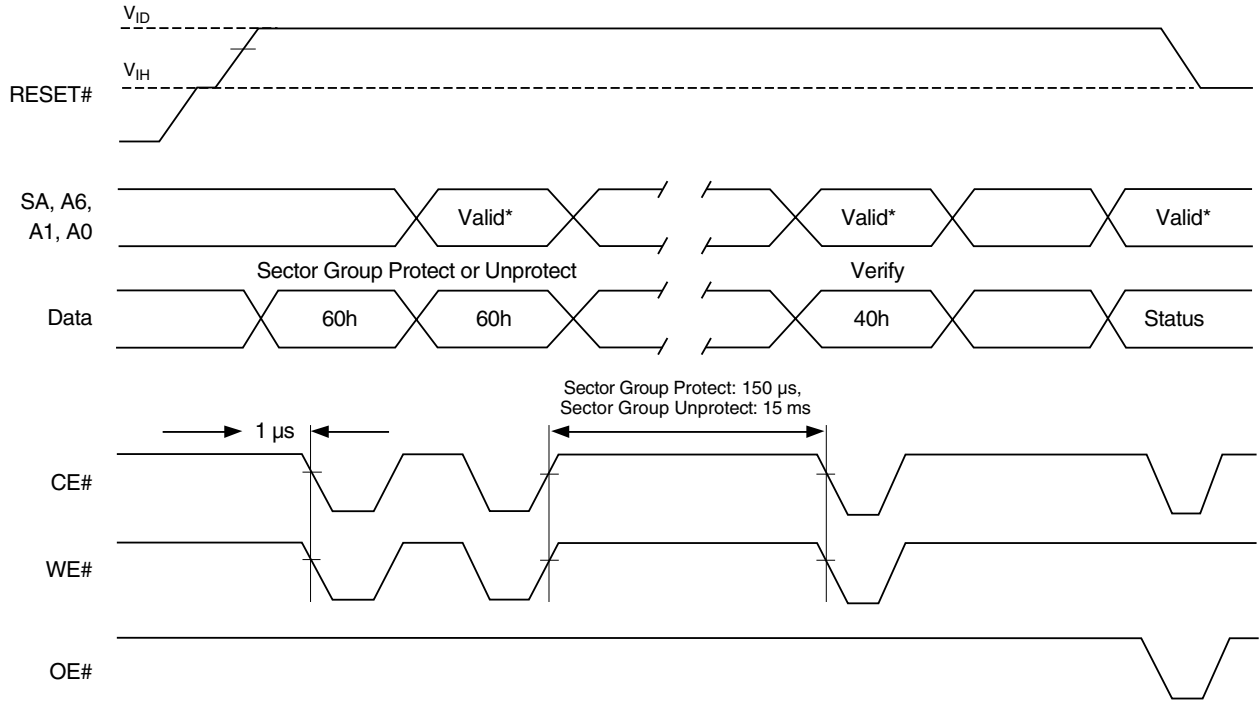 VID
VIH
RESET#
SA, A6,
A1, A0
Valid*
Valid*
Valid*
Sector Group Protect or Unprotect
Verify
Data
60h
60h
40h
Status
Sector Group Protect: 150 µs,
Sector Group Unprotect: 15 ms
1 µs
CE#
WE#
OE#